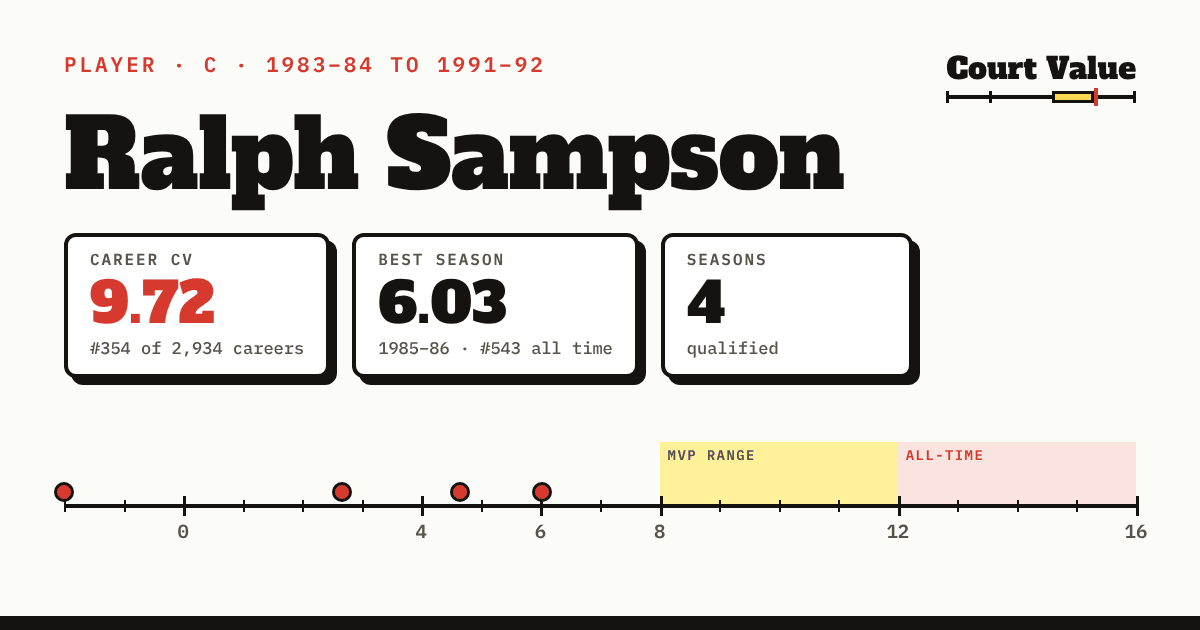 PLAYER · C · 1983–84 TO 1991–92
Court Value
Ralph Sampson
CAREER CV
9.72
#354 of 2,934 careers
BEST SEASON
6.03
1985–86 · #543 all time
SEASONS
4
qualified
MVP RANGE
ALL-TIME
0 4 6 8 12 16